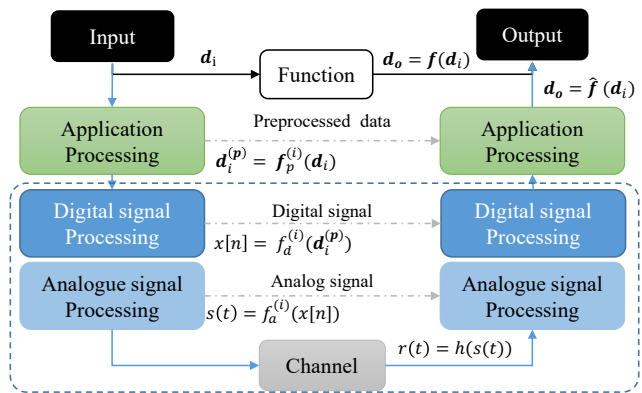 Input
Output
d_i
Function
d_o = f(d_i)
d_o = f̂ (d_i)
Application
Processing
Preprocessed data
d_i^(p) = f_p^(i)(d_i)
Application
Processing
Digital signal
Processing
Digital signal
x[n] = f_d^(i)(d_i^(p))
Digital signal
Processing
Analogue signal
Processing
Analog signal
s(t) = f_a^(i)(x[n])
Analogue signal
Processing
Channel
r(t) = h(s(t))